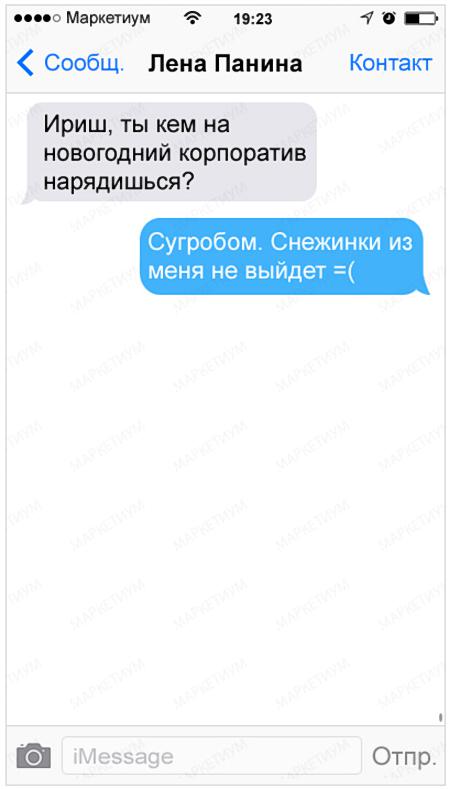 Маркетиум 19:23
Сообщ. Лена Панина Контакт
Ириш, ты кем на
новогодний корпоратив
нарядишься?
Сугробом. Снежинки из
меня не выйдет =(
МАРКЕТИУМ
iMessage Отпр.